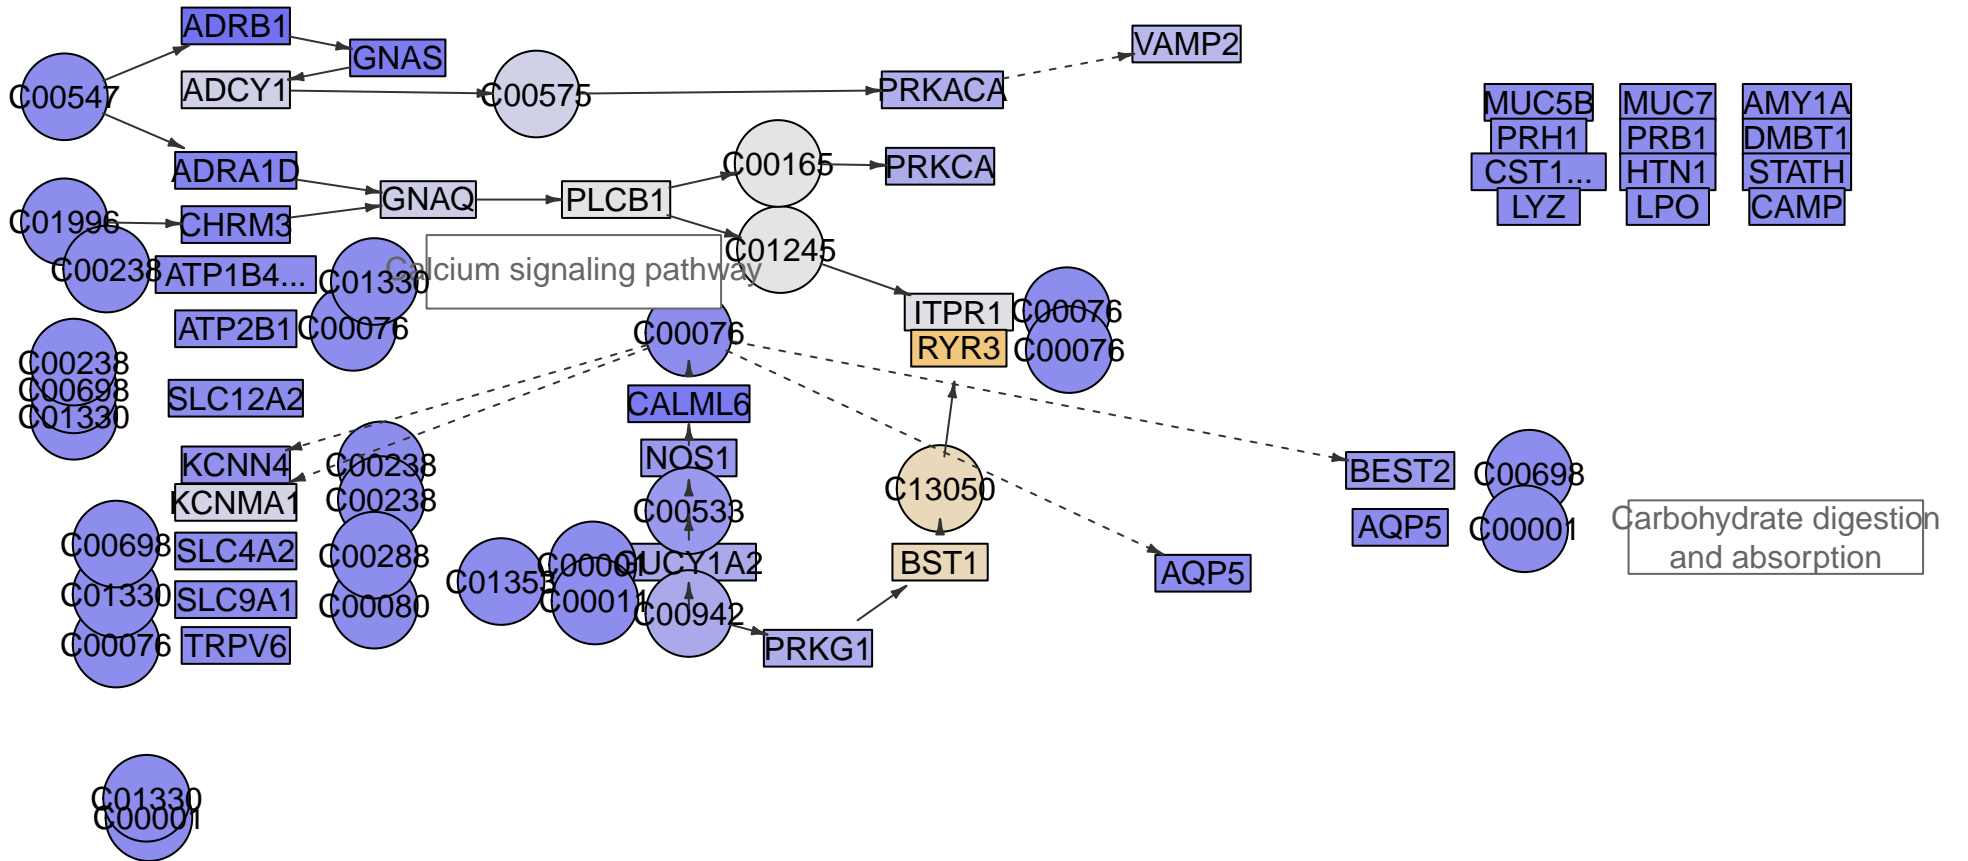 ADRB1
GNAS
VAMP2
C00547
ADCY1
C00575
PRKACA
MUC5B
MUC7
AMY1A
PRH1
PRB1
DMBT1
ADRA1D
C00165
PRKCA
CST1...
HTN1
STATH
GNAQ
PLCB1
LYZ
LPO
CAMP
C01996
CHRM3
C01245
C00238
ATP1B4...
C01330
Calcium signaling pathway
ATP2B1
C00076
C00076
ITPR1
C00076
RYR3
C00076
C00238
C00698
C01330
SLC12A2
CALML6
KCNN4
C00238
NOS1
BEST2
C00698
KCNMA1
C00238
C00533
C13050
AQP5
C00001
Carbohydrate digestion
and absorption
C00698
SLC4A2
C00288
C01353
C00001
GUCY1A2
BST1
AQP5
C01330
SLC9A1
C00080
C00011
C00942
C00076
TRPV6
PRKG1
C01330
C00001